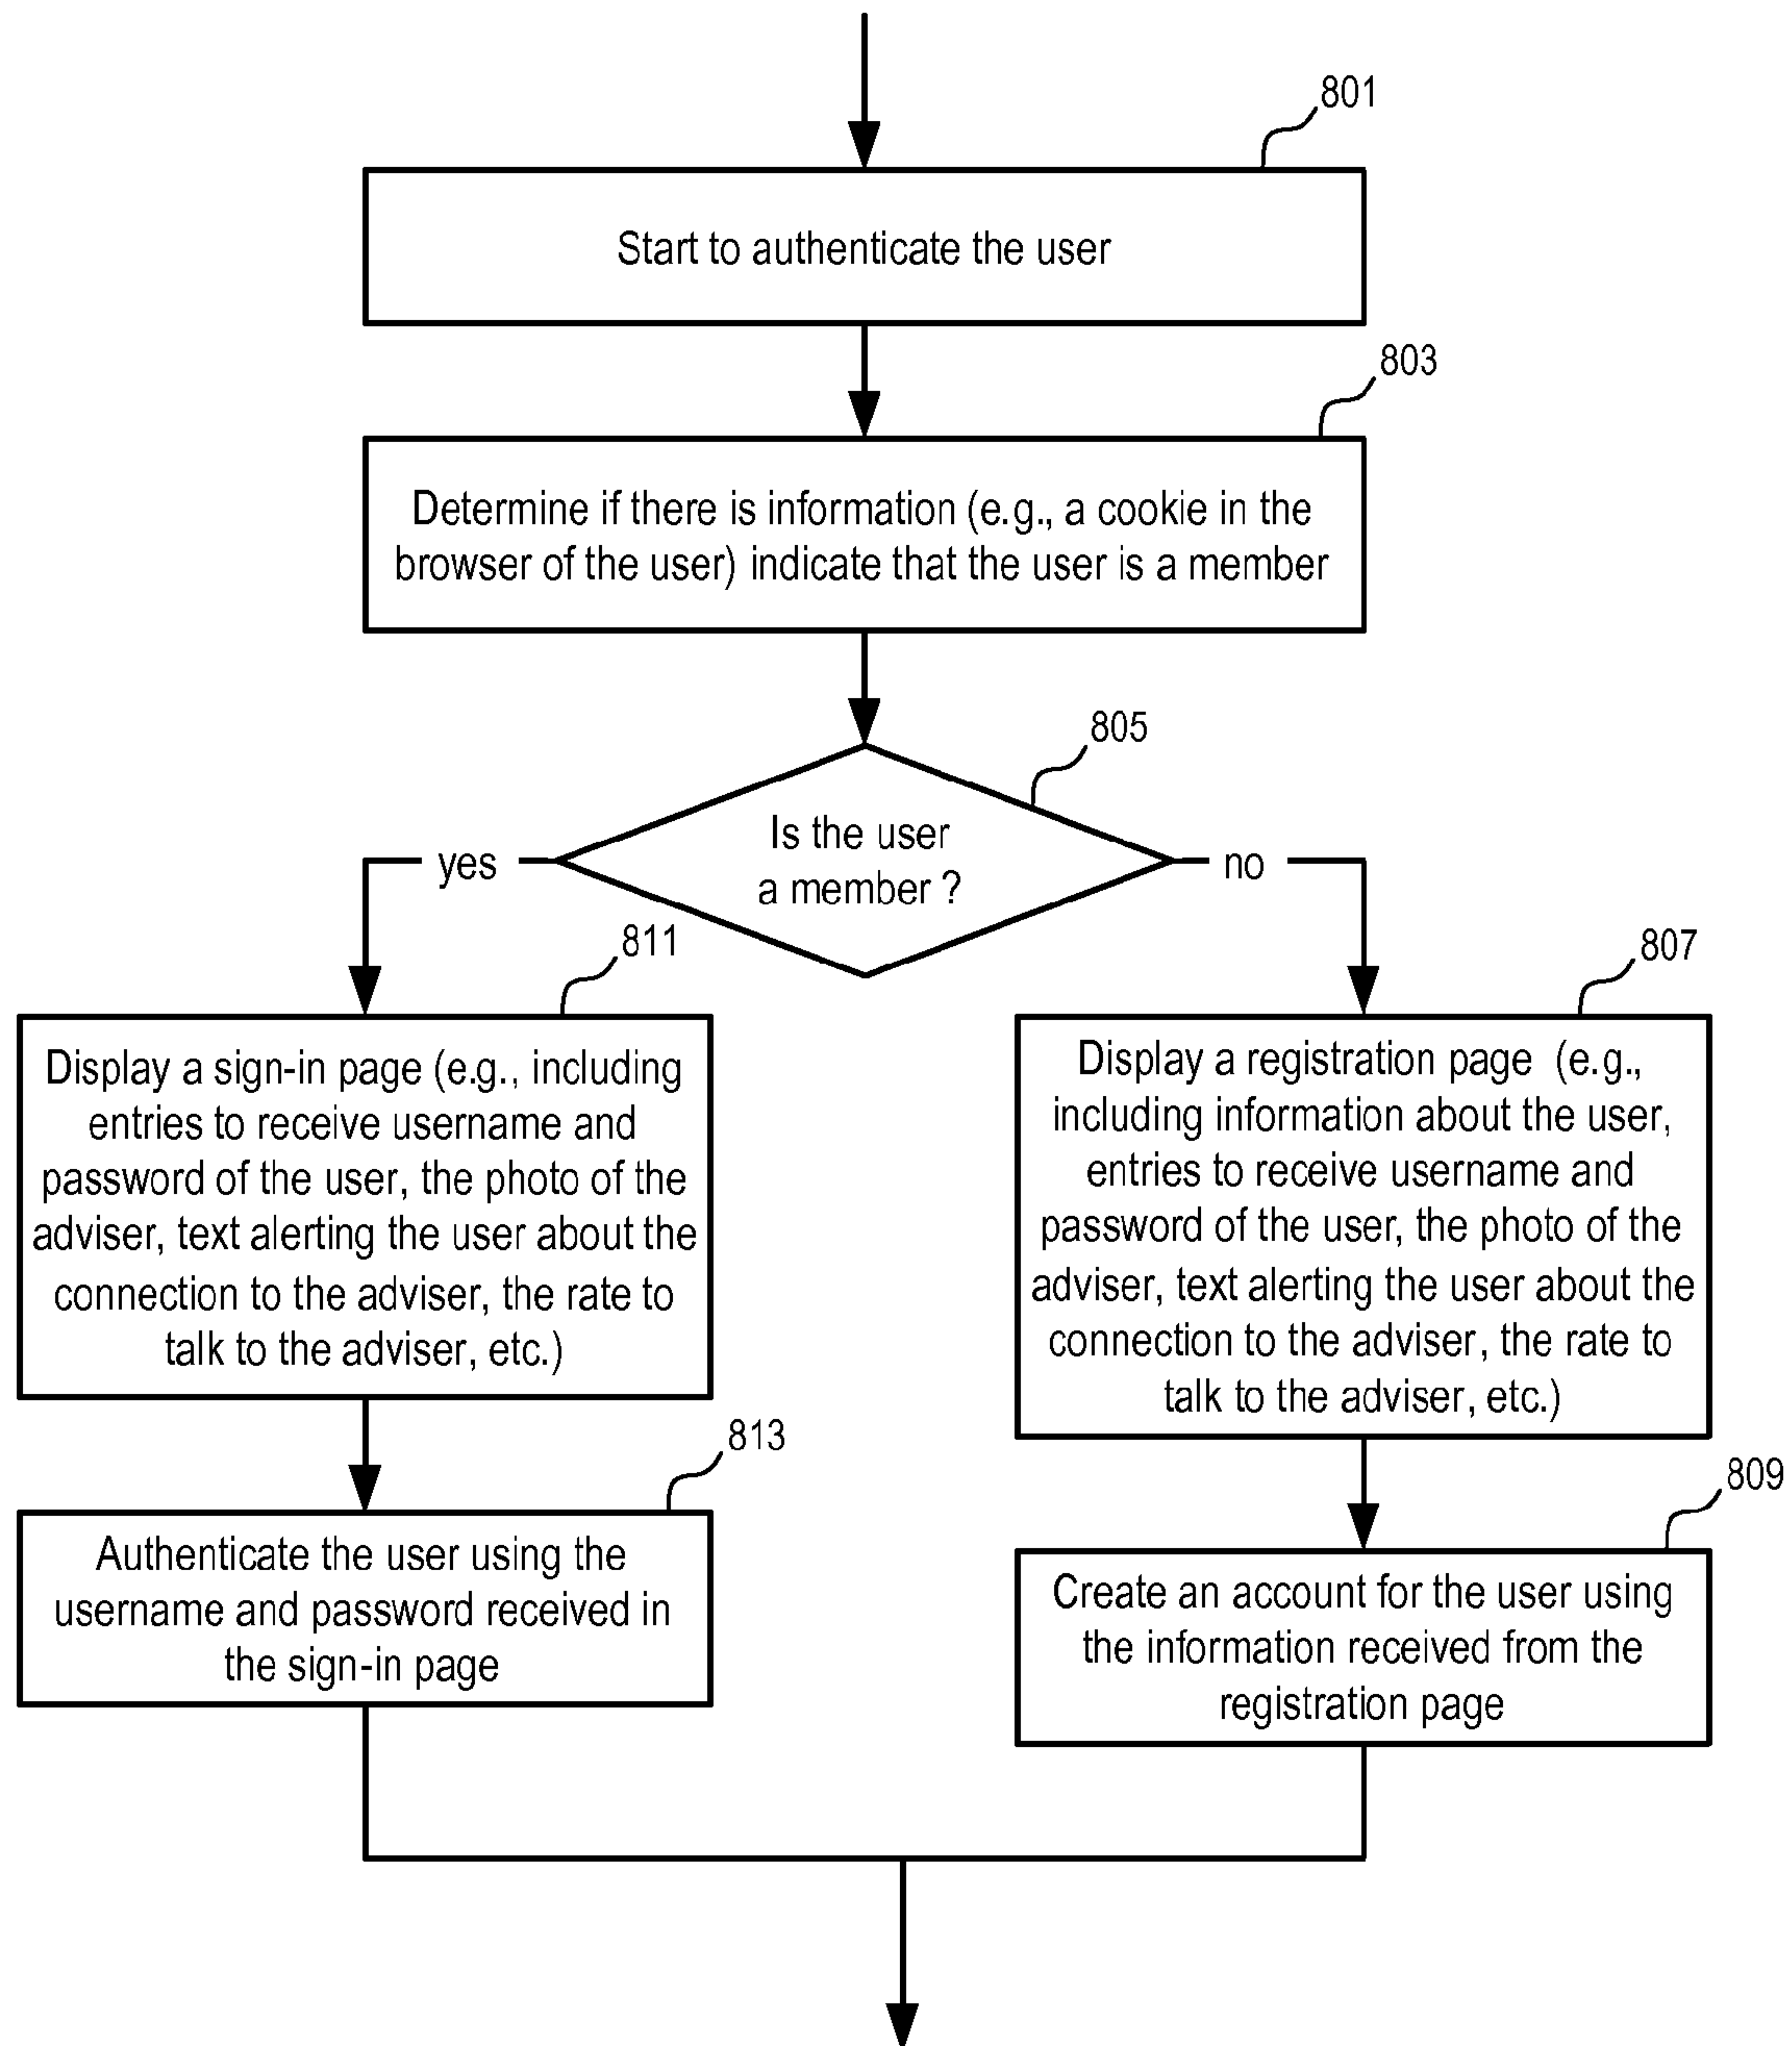 801
Start to authenticate the user
803
Determine if there is information (e.g., a cookie in the
browser of the user) indicate that the user is a member
805
Is the user
a member ?
yes
no
811
Display a sign-in page (e.g., including
entries to receive username and
password of the user, the photo of the
adviser, text alerting the user about the
connection to the adviser, the rate to
talk to the adviser, etc.)
807
Display a registration page (e.g.,
including information about the user,
entries to receive username and
password of the user, the photo of the
adviser, text alerting the user about the
connection to the adviser, the rate to
talk to the adviser, etc.)
813
Authenticate the user using the
username and password received in
the sign-in page
809
Create an account for the user using
the information received from the
registration page